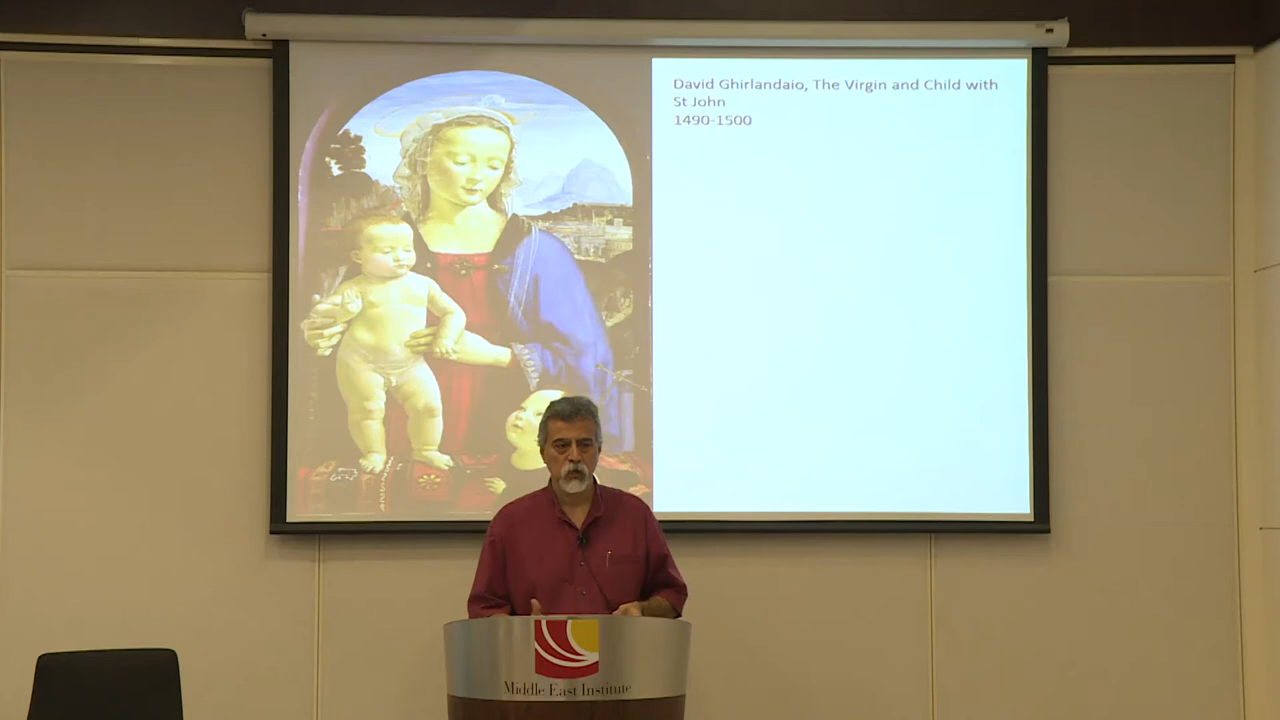 David Ghirlandaio, The Virgin and Child with
St John
1490-1500
Middle East Institute